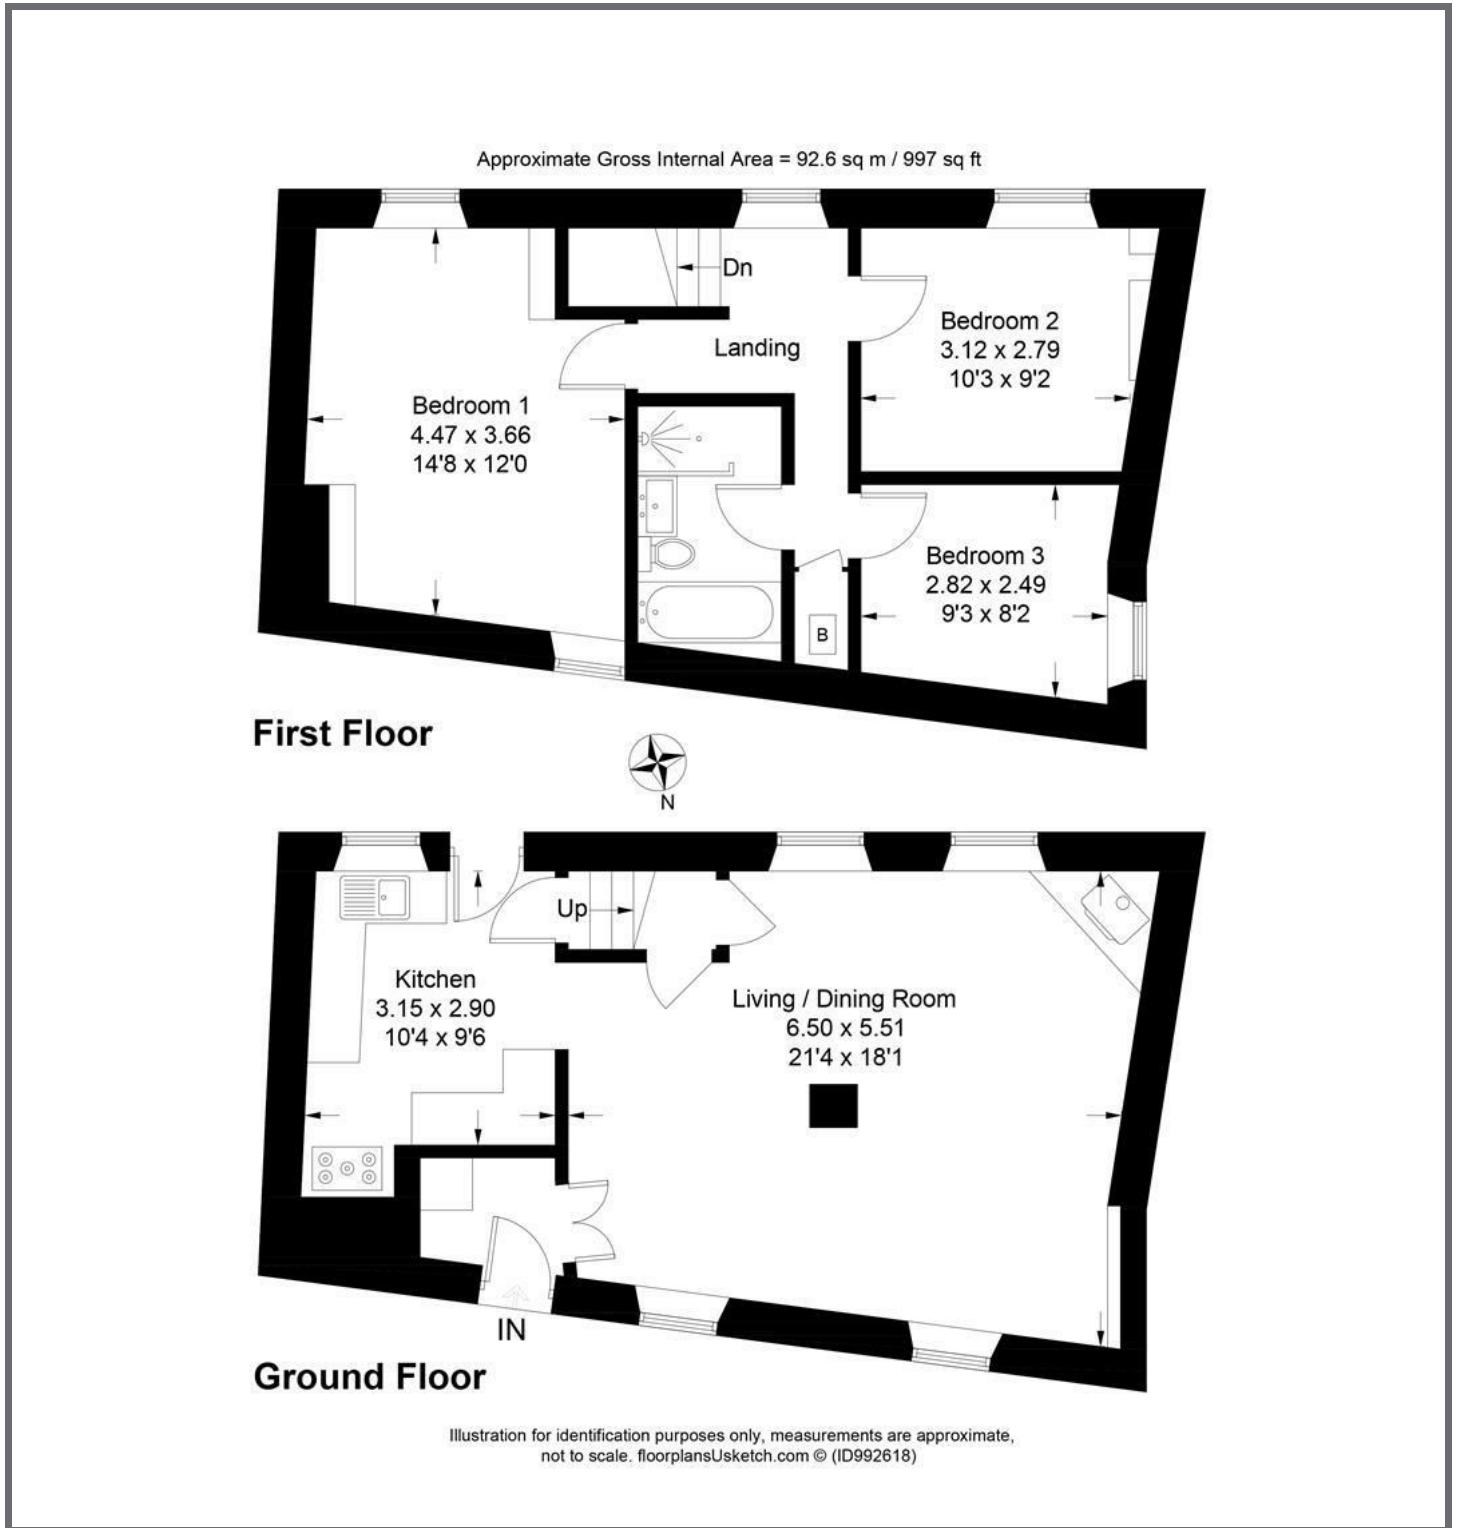 Approximate Gross Internal Area = 92.6 sq m / 997 sq ft
Dn
Landing
Bedroom 2
3.12 x 2.79
10'3 x 9'2
Bedroom 1
4.47 x 3.66
14'8 x 12'0
Bedroom 3
2.82 x 2.49
9'3 x 8'2
B
First Floor
N
Up
Kitchen
3.15 x 2.90
10'4 x 9'6
Living / Dining Room
6.50 x 5.51
21'4 x 18'1
IN
Ground Floor
Illustration for identification purposes only, measurements are approximate,
not to scale. floorplansUsketch.com © (ID992618)